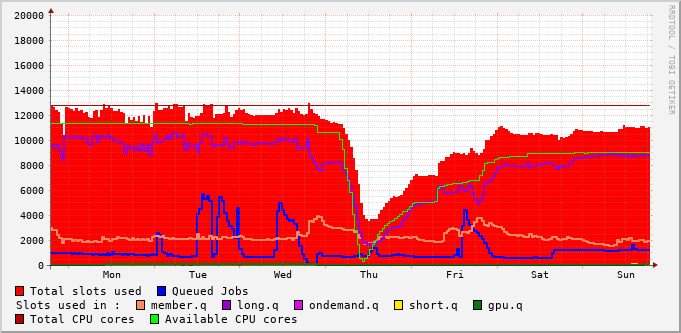 RRDTOOL / TOBI OETIKER
20000
18000
16000
14000
12000
10000
8000
6000
4000
2000
0
Mon Tue Wed Thu Fri Sat Sun
Total slots used Queued Jobs
Slots used in : member.q long.q ondemand.q short.q gpu.q
Total CPU cores Available CPU cores